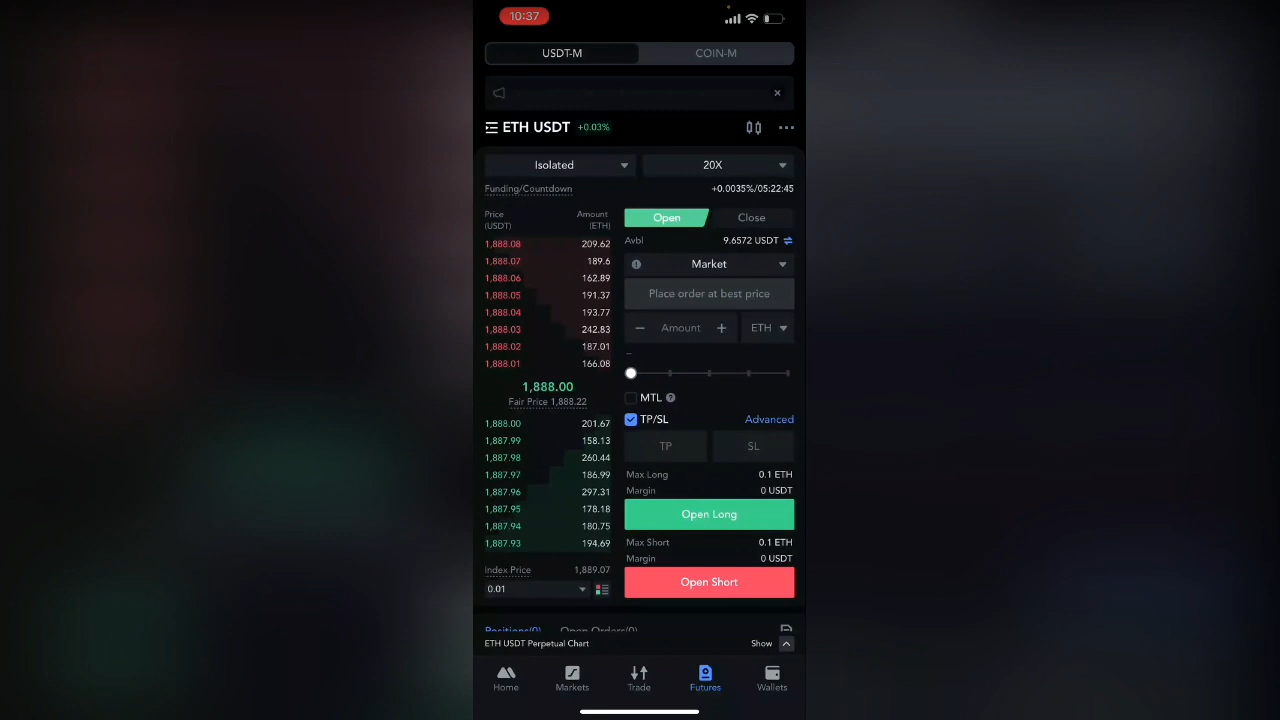 10:37
USDT-M COIN-M
ETH USDT +0.03%
Isolated 20X
Funding/Countdown +0.0035%/05:22:45
Price Amount
(USDT) (ETH)
Open Close
Avbl 9.6572 USDT
Market
Place order at best price
Amount ETH
--
MTL
TP/SL Advanced
TP SL
Max Long 0.1 ETH
Margin 0 USDT
Open Long
Max Short 0.1 ETH
Margin 0 USDT
Open Short
1,888.08 209.62
1,888.07 189.6
1,888.06 162.89
1,888.05 191.37
1,888.04 193.77
1,888.03 242.83
1,888.02 187.01
1,888.01 166.08
1,888.00
Fair Price 1,888.22
1,888.00 201.67
1,887.99 158.13
1,887.98 260.44
1,887.97 186.99
1,887.96 297.31
1,887.95 178.18
1,887.94 180.75
1,887.93 194.69
Index Price 1,889.07
0.01
Positions(0) Open Orders(0)
ETH USDT Perpetual Chart Show
Home Markets Trade Futures Wallets